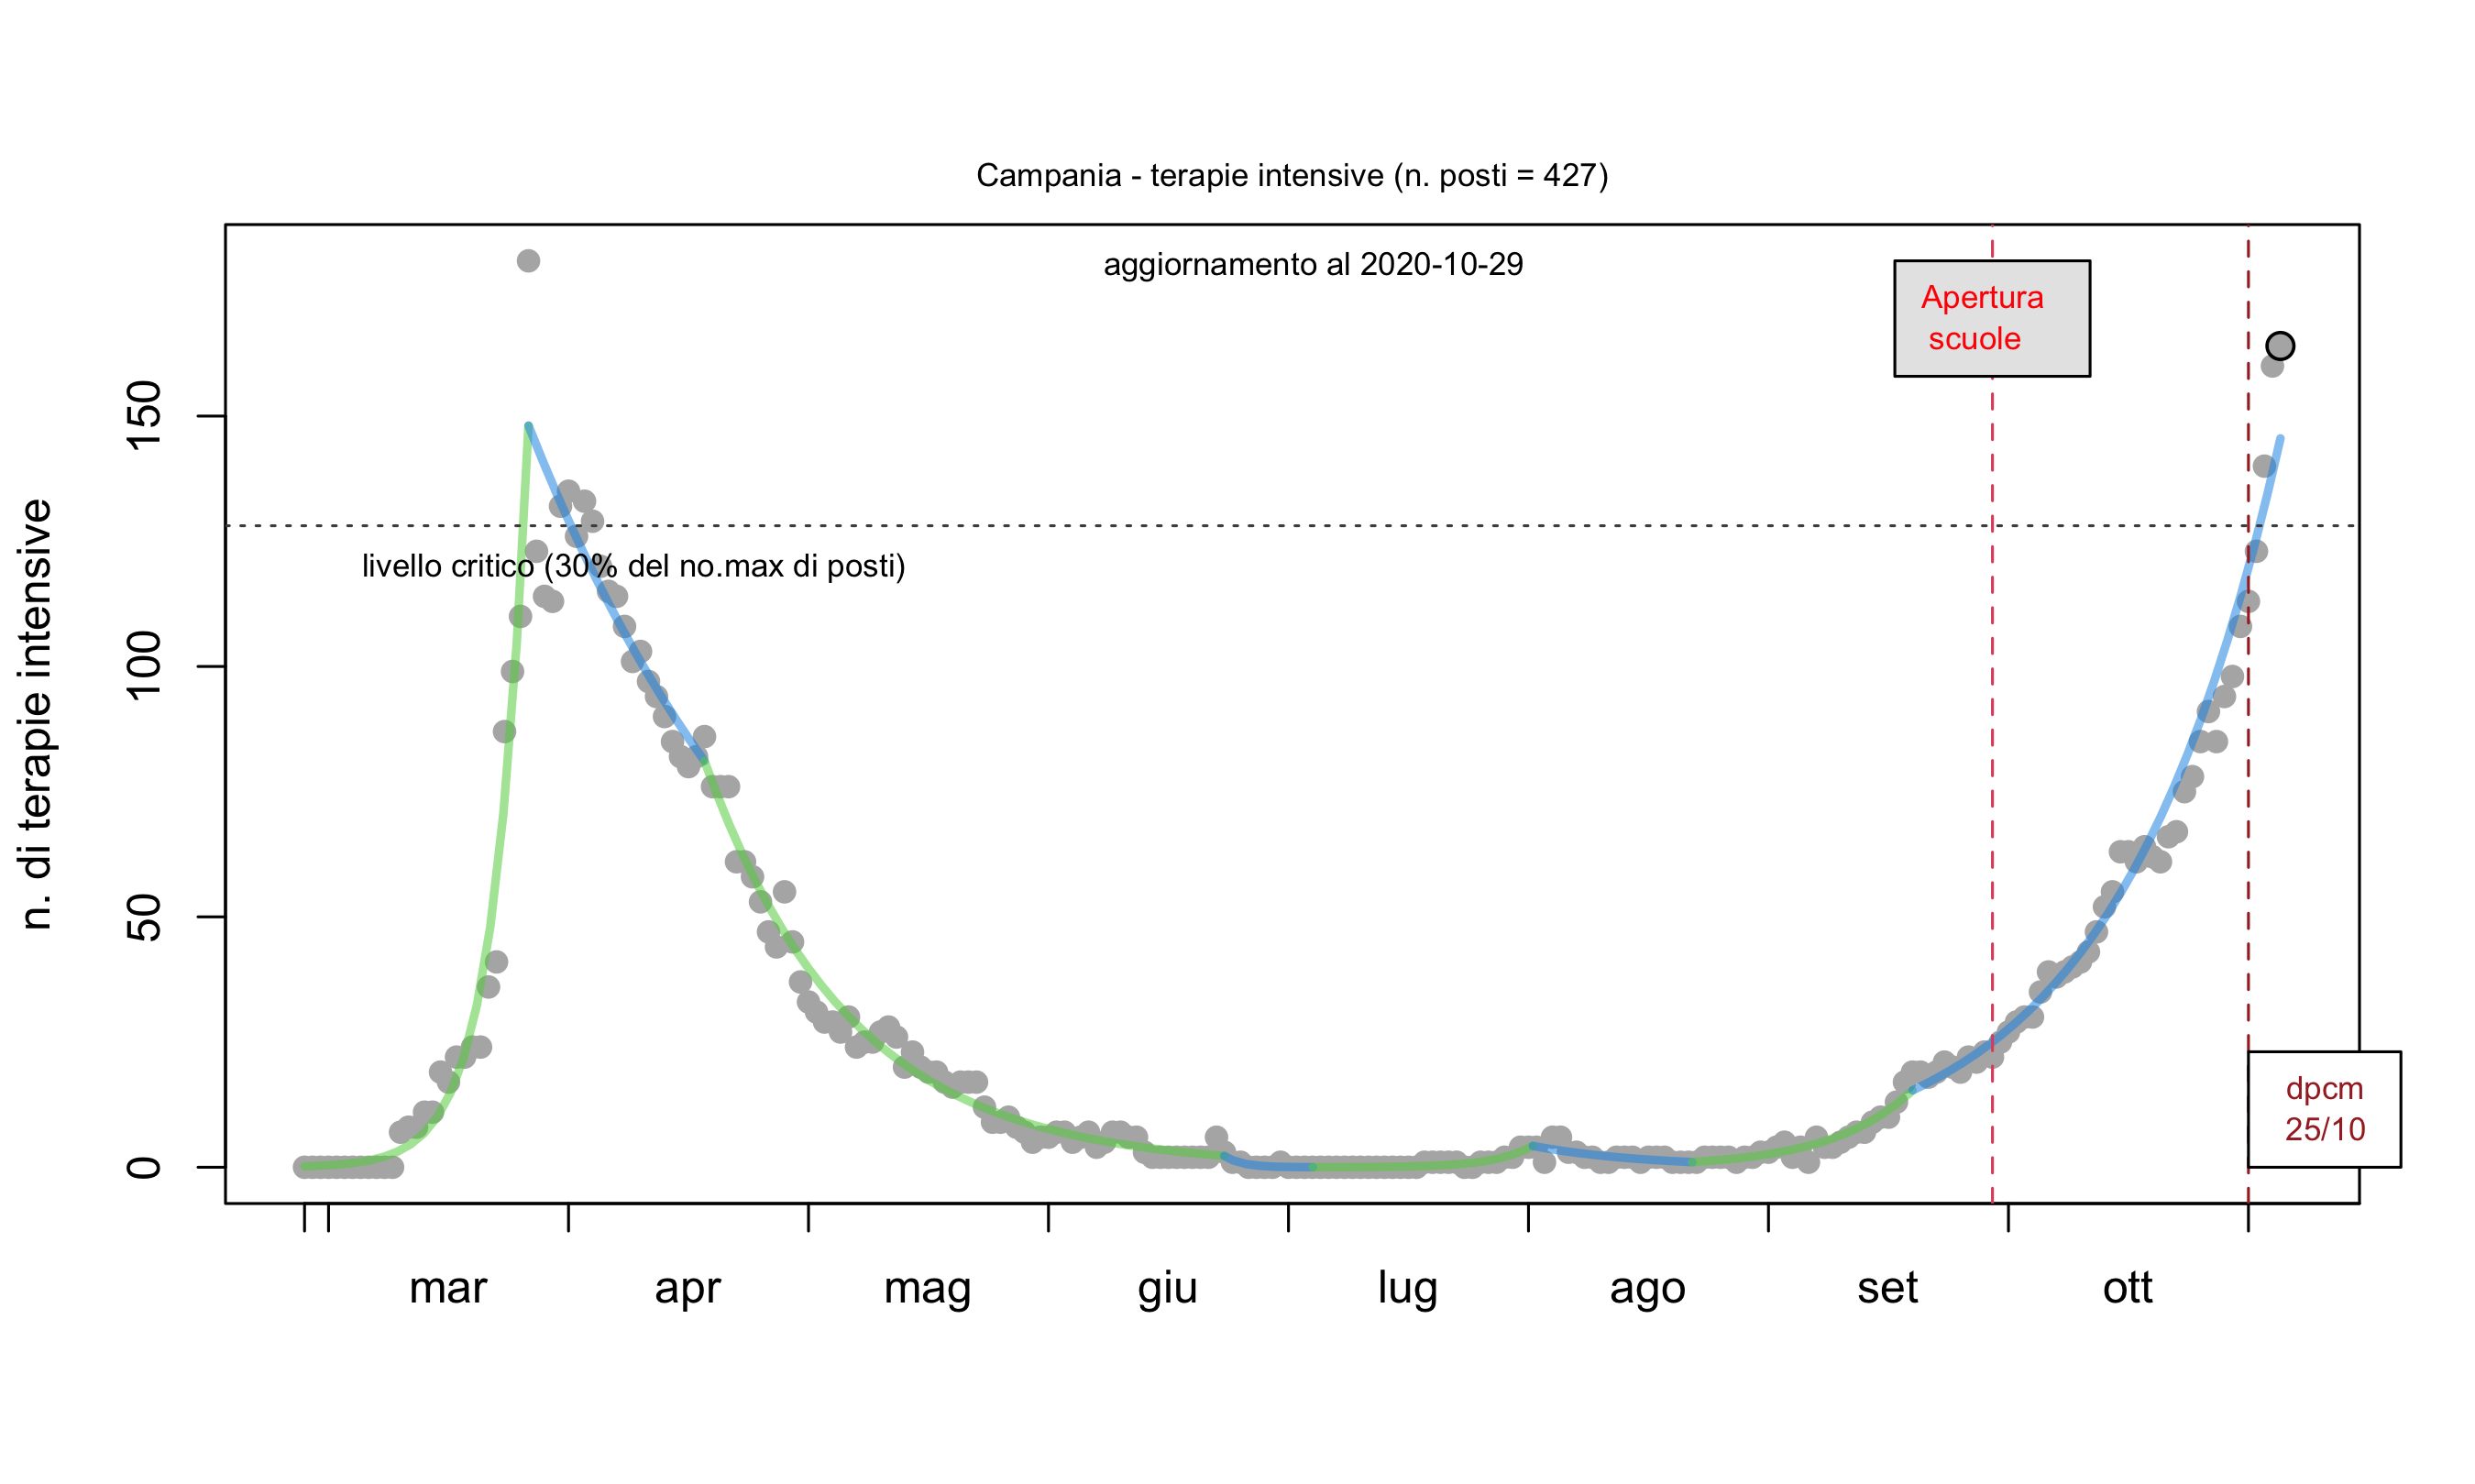 Campania - terapie intensive (n. posti = 427)
aggiornamento al 2020-10-29
Apertura
scuole
livello critico (30% del no.max di posti)
n. di terapie intensive
150
100
50
0
dpcm
25/10
mar apr mag giu lug ago set ott